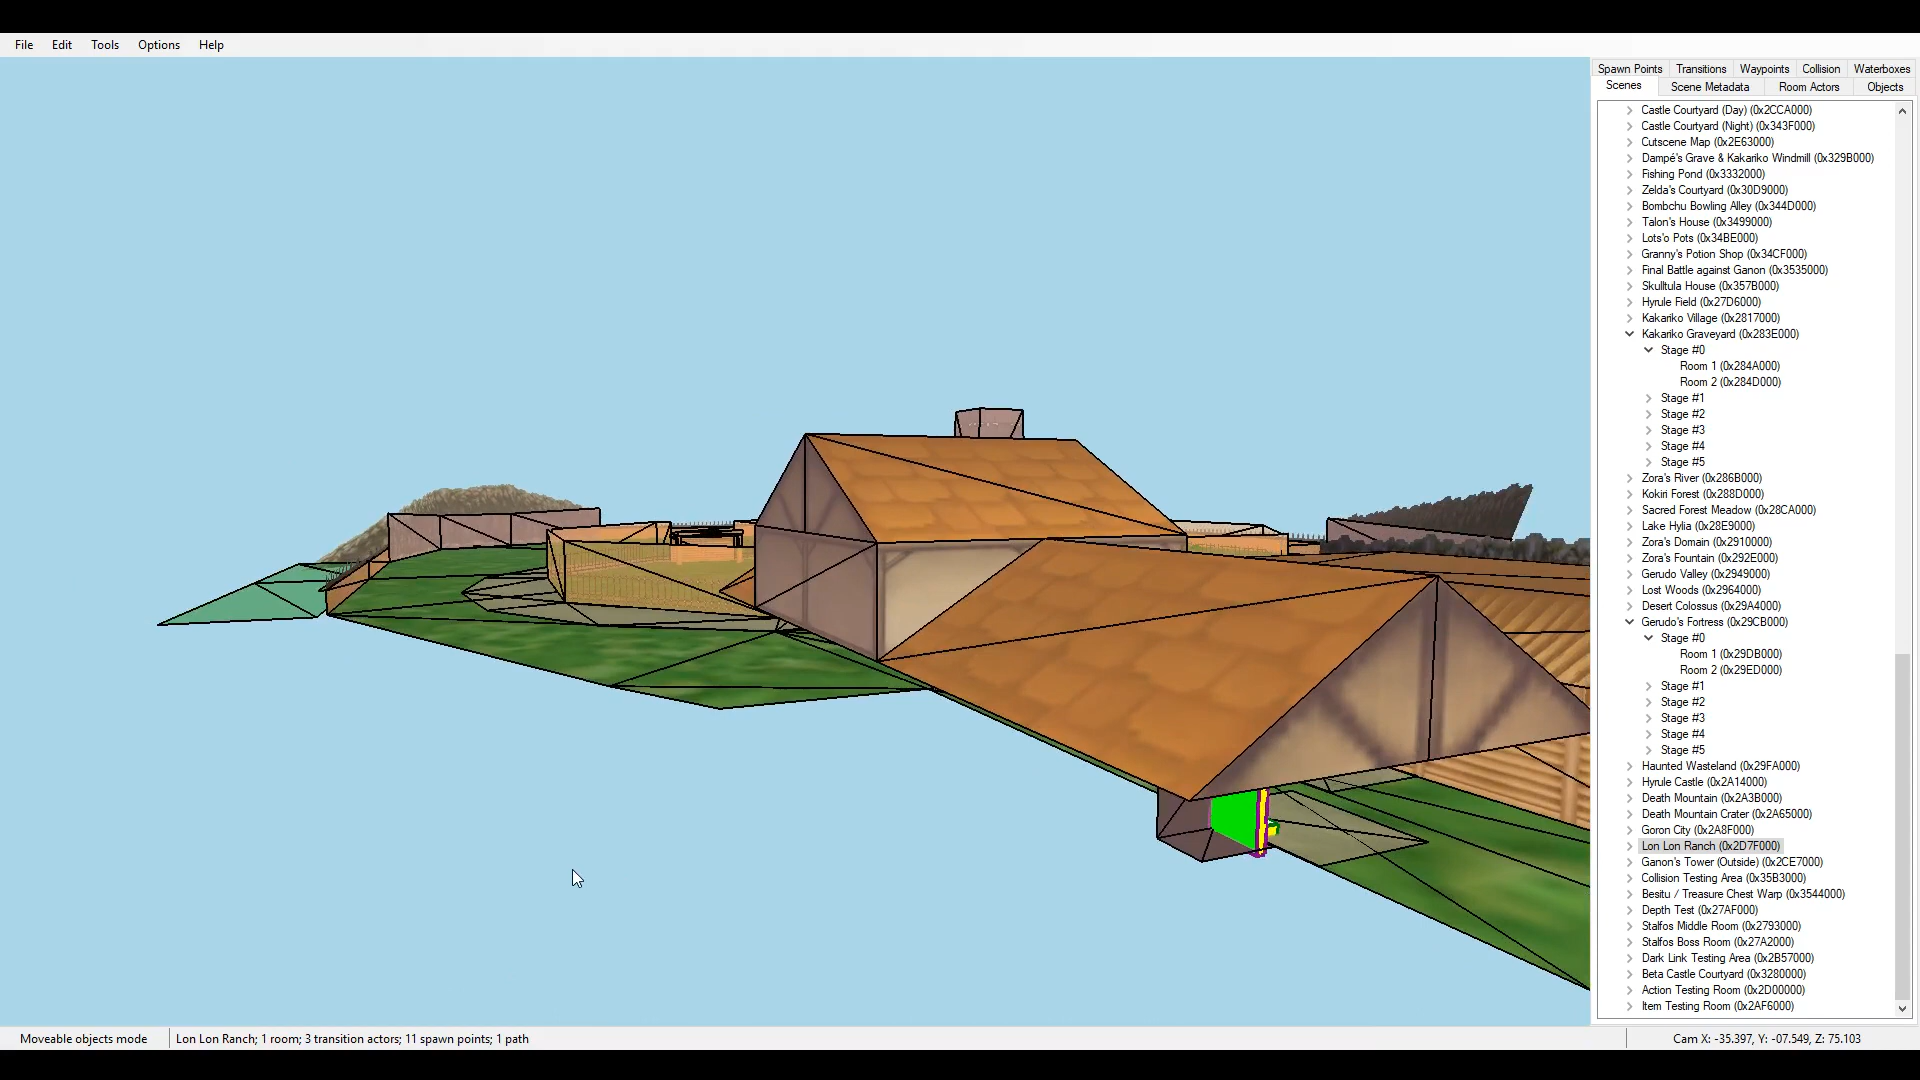 File Edit Tools Options Help
Spawn Points Transitions Waypoints Collision Waterboxes
Scenes Scene Metadata Room Actors Objects
Castle Courtyard (Day) (0x2CCA000)
Castle Courtyard (Night) (0x343F000)
Cutscene Map (0x2E63000)
Dampé's Grave & Kakariko Windmill (0x329B000)
Fishing Pond (0x3332000)
Zelda's Courtyard (0x30D9000)
Bombchu Bowling Alley (0x344D000)
Talon's House (0x3499000)
Lots'o Pots (0x34BE000)
Granny's Potion Shop (0x34CF000)
Final Battle against Ganon (0x3535000)
Skulltula House (0x357B000)
Hyrule Field (0x27D6000)
Kakariko Village (0x2817000)
Kakariko Graveyard (0x283E000)
Stage #0
Room 1 (0x284A000)
Room 2 (0x284D000)
Stage #1
Stage #2
Stage #3
Stage #4
Stage #5
Zora's River (0x286B000)
Kokiri Forest (0x288D000)
Sacred Forest Meadow (0x28CA000)
Lake Hylia (0x28E9000)
Zora's Domain (0x2910000)
Zora's Fountain (0x292E000)
Gerudo Valley (0x2949000)
Lost Woods (0x2964000)
Desert Colossus (0x29A4000)
Gerudo's Fortress (0x29CB000)
Stage #0
Room 1 (0x29DB000)
Room 2 (0x29ED000)
Stage #1
Stage #2
Stage #3
Stage #4
Stage #5
Haunted Wasteland (0x29FA000)
Hyrule Castle (0x2A14000)
Death Mountain (0x2A3B000)
Death Mountain Crater (0x2A65000)
Goron City (0x2A8F000)
Lon Lon Ranch (0x2D7F000)
Ganon's Tower (Outside) (0x2CE7000)
Collision Testing Area (0x35B3000)
Besitu / Treasure Chest Warp (0x3544000)
Depth Test (0x27AF000)
Stalfos Middle Room (0x2793000)
Stalfos Boss Room (0x27A2000)
Dark Link Testing Area (0x2B57000)
Beta Castle Courtyard (0x3280000)
Action Testing Room (0x2D00000)
Item Testing Room (0x2AF6000)
Moveable objects mode Lon Lon Ranch; 1 room; 3 transition actors; 11 spawn points; 1 path Cam X: -35.397, Y: -07.549, Z: 75.103